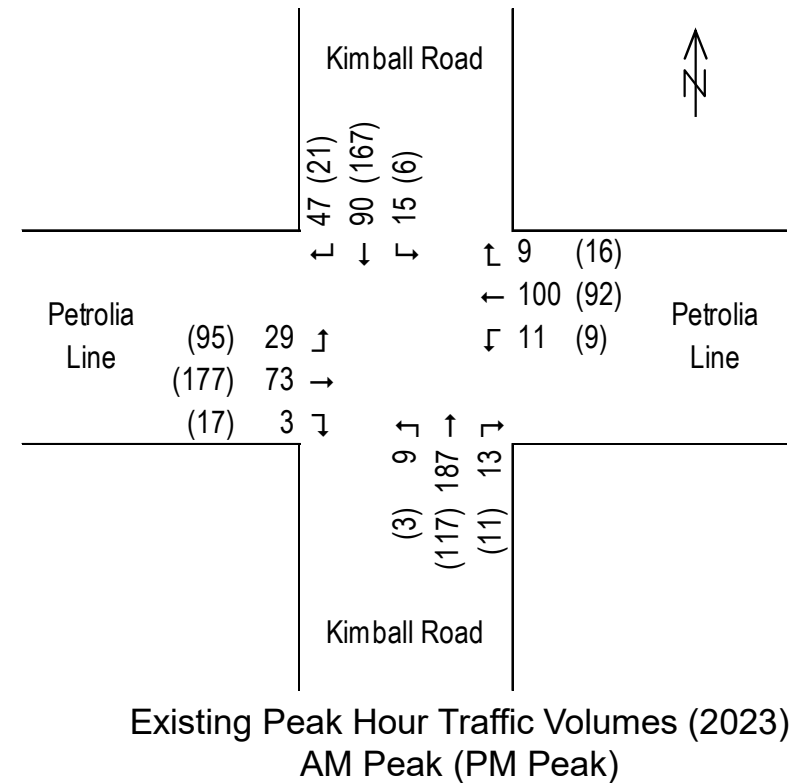 Kimball Road
N
47 (21)
90 (167)
15 (6)
9 (16)
100 (92)
11 (9)
Petrolia
Line
(95) 29
(177) 73
(17) 3
Petrolia
Line
(3) 9
(117) 187
(11) 13
Kimball Road
Existing Peak Hour Traffic Volumes (2023)
AM Peak (PM Peak)